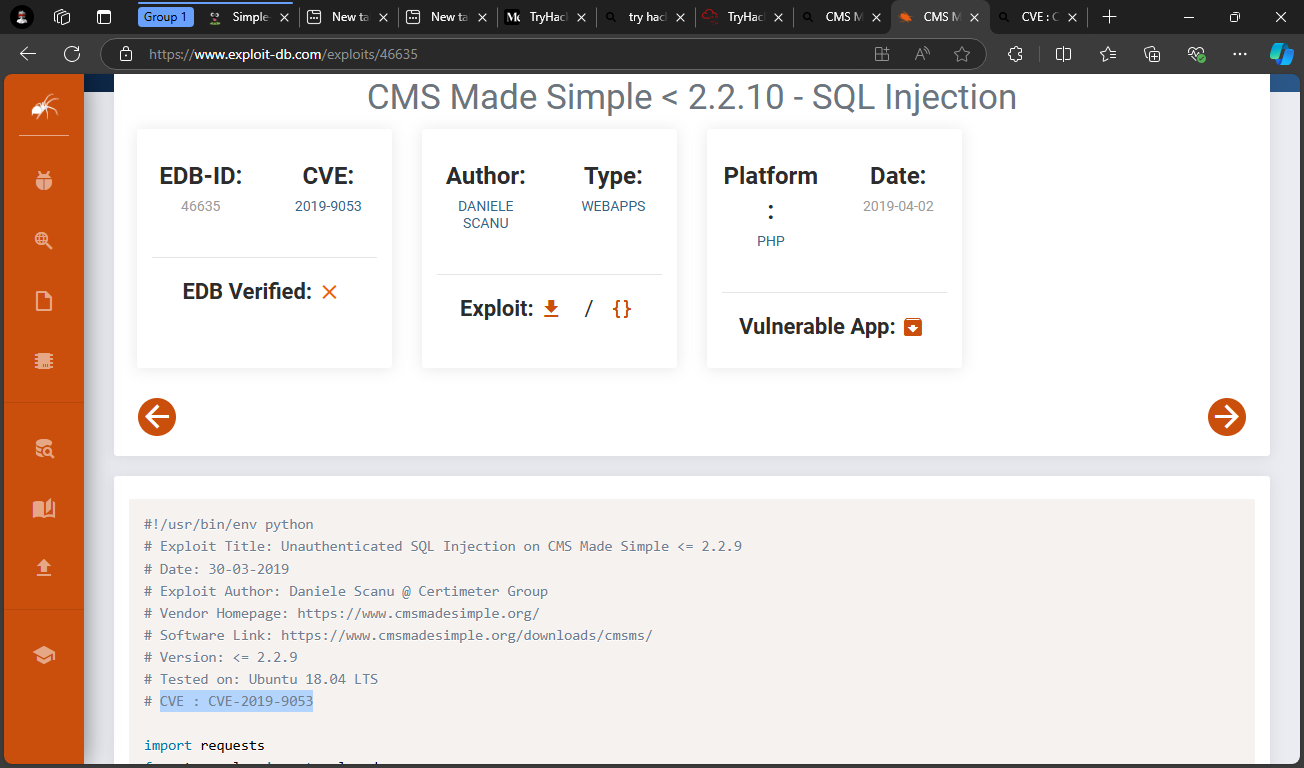 Group 1
Simple
New ta
New ta
TryHac
try hac
TryHac
CMS M
CMS M
CVE : C
https://www.exploit-db.com/exploits/46635
CMS Made Simple < 2.2.10 - SQL Injection
EDB-ID:
46635
CVE:
2019-9053
EDB Verified:
Author:
DANIELE
SCANU
Type:
WEBAPPS
Exploit: / {}
Platform
:
PHP
Date:
2019-04-02
Vulnerable App:
#!/usr/bin/env python
# Exploit Title: Unauthenticated SQL Injection on CMS Made Simple <= 2.2.9
# Date: 30-03-2019
# Exploit Author: Daniele Scanu @ Certimeter Group
# Vendor Homepage: https://www.cmsmadesimple.org/
# Software Link: https://www.cmsmadesimple.org/downloads/cmsms/
# Version: <= 2.2.9
# Tested on: Ubuntu 18.04 LTS
# CVE : CVE-2019-9053
import requests